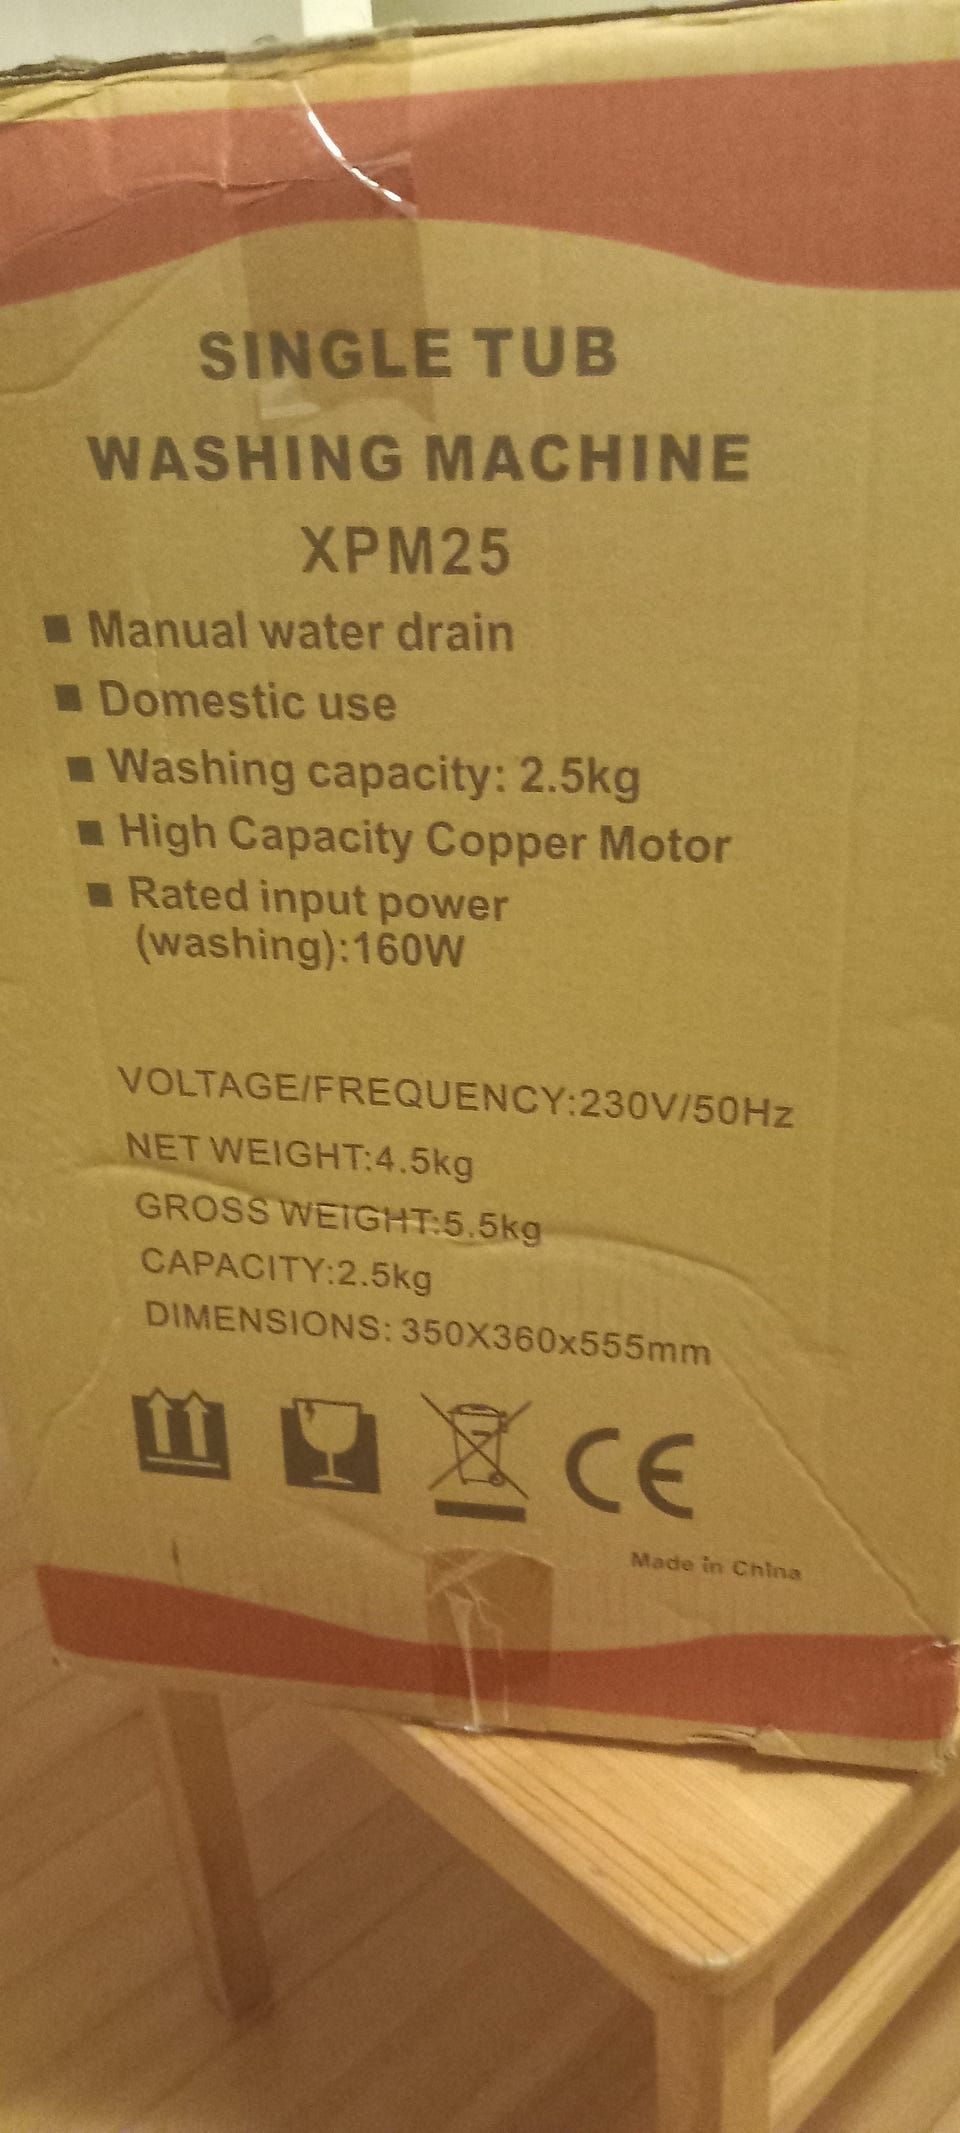 SINGLE TUB
WASHING MACHINE
XPM25
■ Manual water drain
■ Domestic use
■ Washing capacity: 2.5kg
■ High Capacity Copper Motor
■ Rated input power
(washing):160W
VOLTAGE/FREQUENCY:230V/50Hz
NET WEIGHT:4.5kg
GROSS WEIGHT:5.5kg
CAPACITY:2.5kg
DIMENSIONS: 350X360x555mm
CE
Made in China